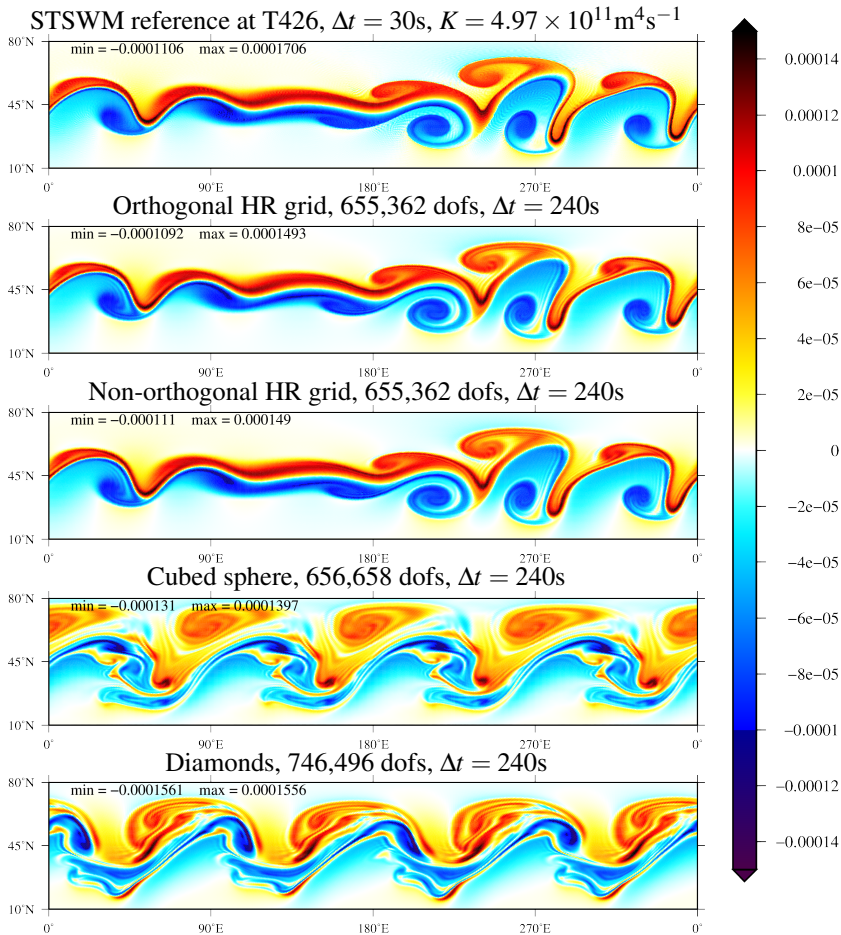 STSWM reference at T426, Δt = 30s, K = 4.97 × 10¹¹m⁴s⁻¹
80°N
min = −0.0001106 max = 0.0001706
45°N
10°N
0° 90°E 180°E 270°E 0°
Orthogonal HR grid, 655,362 dofs, Δt = 240s
80°N
min = −0.0001092 max = 0.0001493
45°N
10°N
0° 90°E 180°E 270°E 0°
Non-orthogonal HR grid, 655,362 dofs, Δt = 240s
80°N
min = −0.000111 max = 0.000149
45°N
10°N
0° 90°E 180°E 270°E 0°
Cubed sphere, 656,658 dofs, Δt = 240s
80°N
min = −0.000131 max = 0.0001397
45°N
10°N
0° 90°E 180°E 270°E 0°
Diamonds, 746,496 dofs, Δt = 240s
80°N
min = −0.0001561 max = 0.0001556
45°N
10°N
0° 90°E 180°E 270°E 0°
0.00014
0.00012
0.0001
8e−05
6e−05
4e−05
2e−05
0
−2e−05
−4e−05
−6e−05
−8e−05
−0.0001
−0.00012
−0.00014